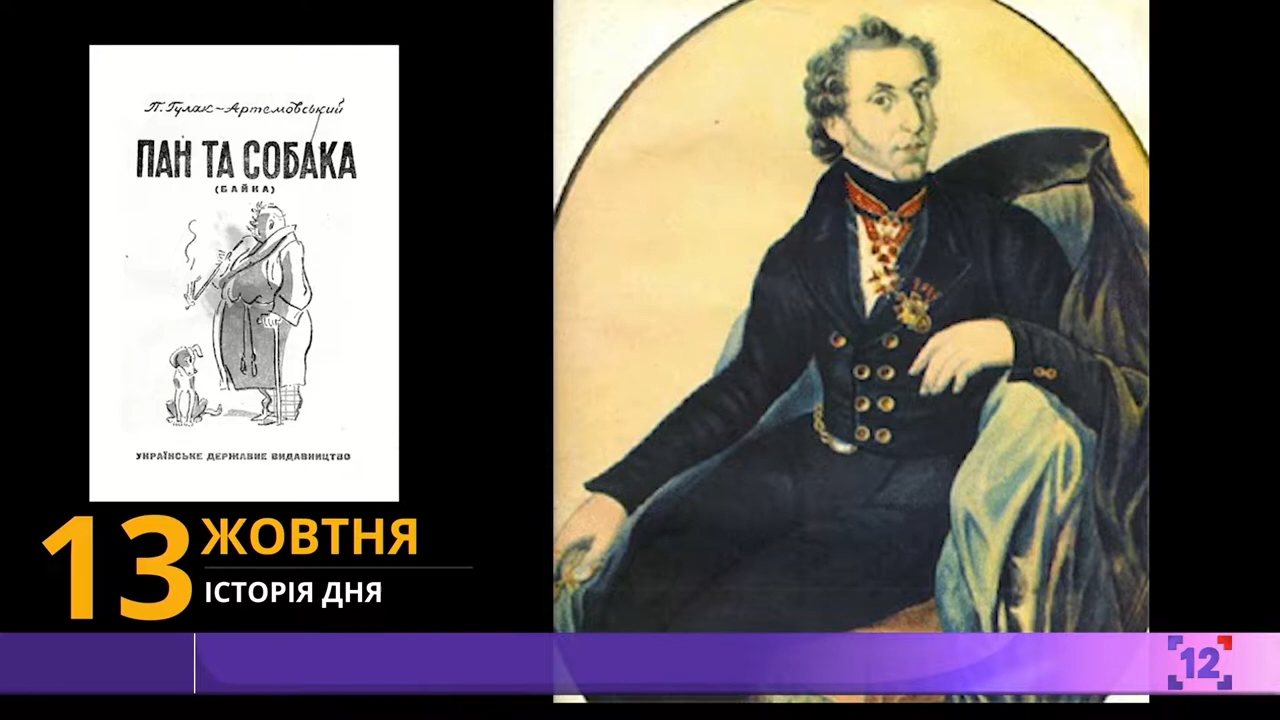 П. Гулак-Артемовський
ПАН ТА СОБАКА
(БАЙКА)
УКРАЇНСЬКЕ ДЕРЖАВНЕ ВИДАВНИЦТВО
13 ЖОВТНЯ
ІСТОРІЯ ДНЯ
12